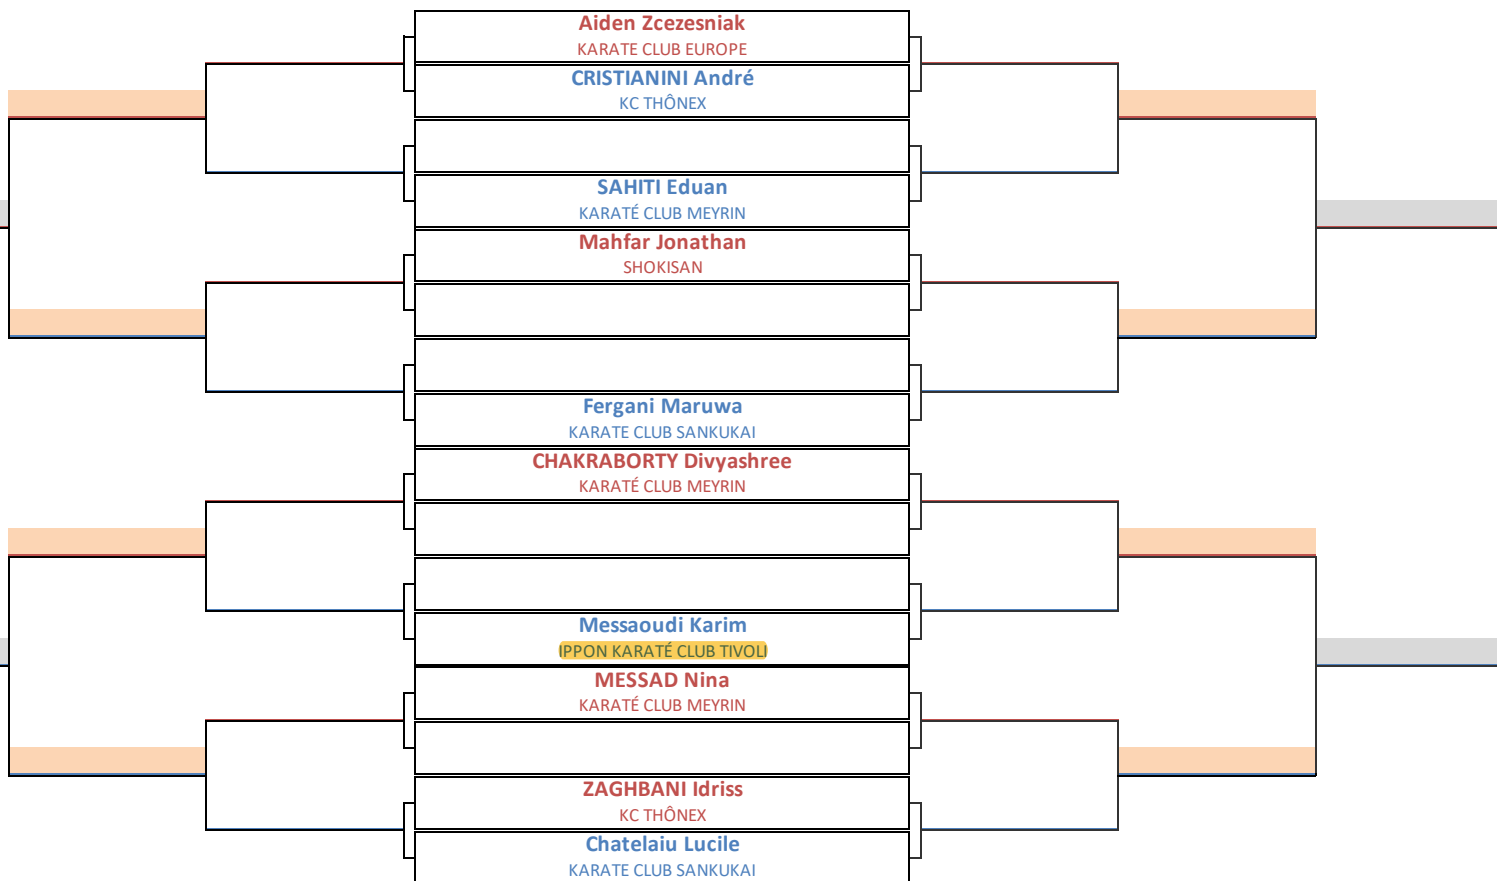 Aiden Zcezesniak
KARATE CLUB EUROPE
CRISTIANINI André
KC THÔNEX
SAHITI Eduan
KARATÉ CLUB MEYRIN
Mahfar Jonathan
SHOKISAN
Fergani Maruwa
KARATE CLUB SANKUKAI
CHAKRABORTY Divyashree
KARATÉ CLUB MEYRIN
Messaoudi Karim
IPPON KARATÉ CLUB TIVOLI
MESSAD Nina
KARATÉ CLUB MEYRIN
ZAGHBANI Idriss
KC THÔNEX
Chatelaiu Lucile
KARATE CLUB SANKUKAI